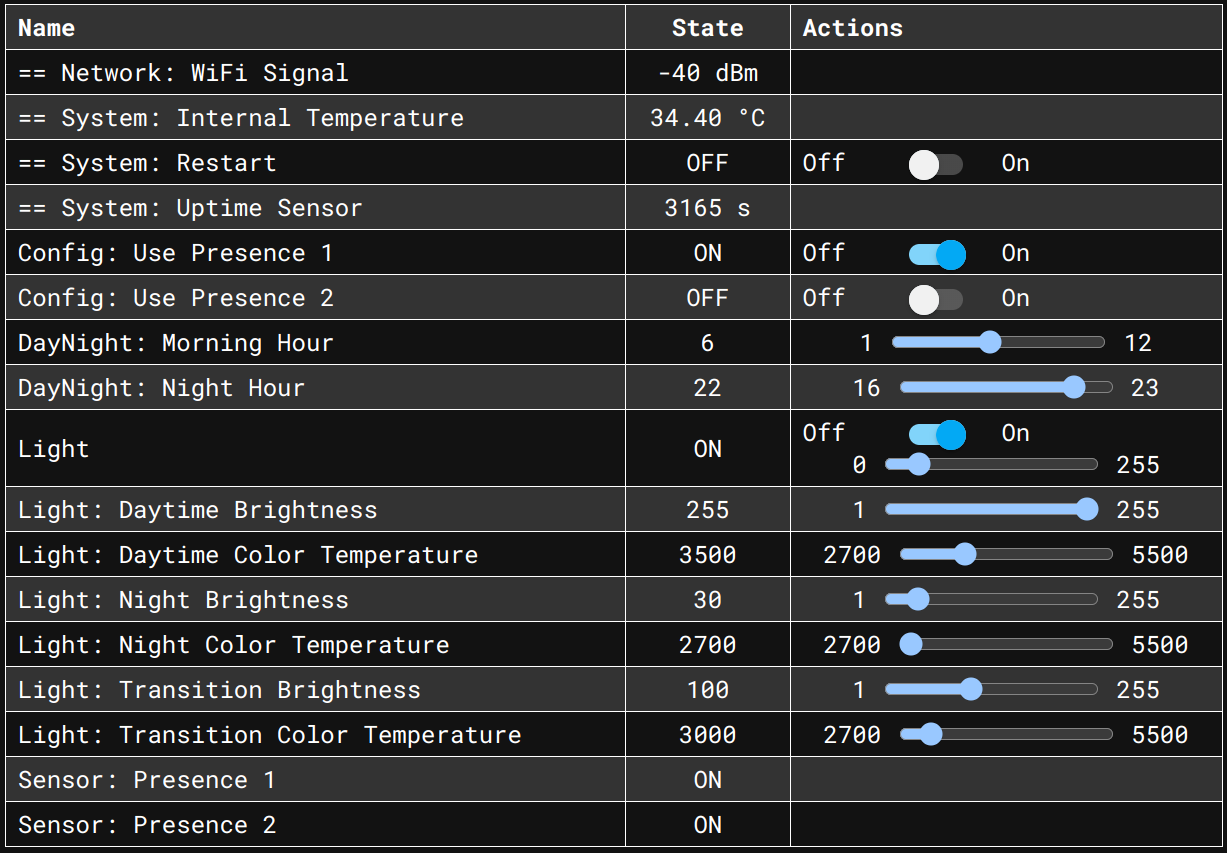 Name State Actions
== Network: WiFi Signal -40 dBm
== System: Internal Temperature 34.40 °C
== System: Restart OFF Off On
== System: Uptime Sensor 3165 s
Config: Use Presence 1 ON Off On
Config: Use Presence 2 OFF Off On
DayNight: Morning Hour 6 1 12
DayNight: Night Hour 22 16 23
Light ON Off On
0 255
Light: Daytime Brightness 255 1 255
Light: Daytime Color Temperature 3500 2700 5500
Light: Night Brightness 30 1 255
Light: Night Color Temperature 2700 2700 5500
Light: Transition Brightness 100 1 255
Light: Transition Color Temperature 3000 2700 5500
Sensor: Presence 1 ON
Sensor: Presence 2 ON